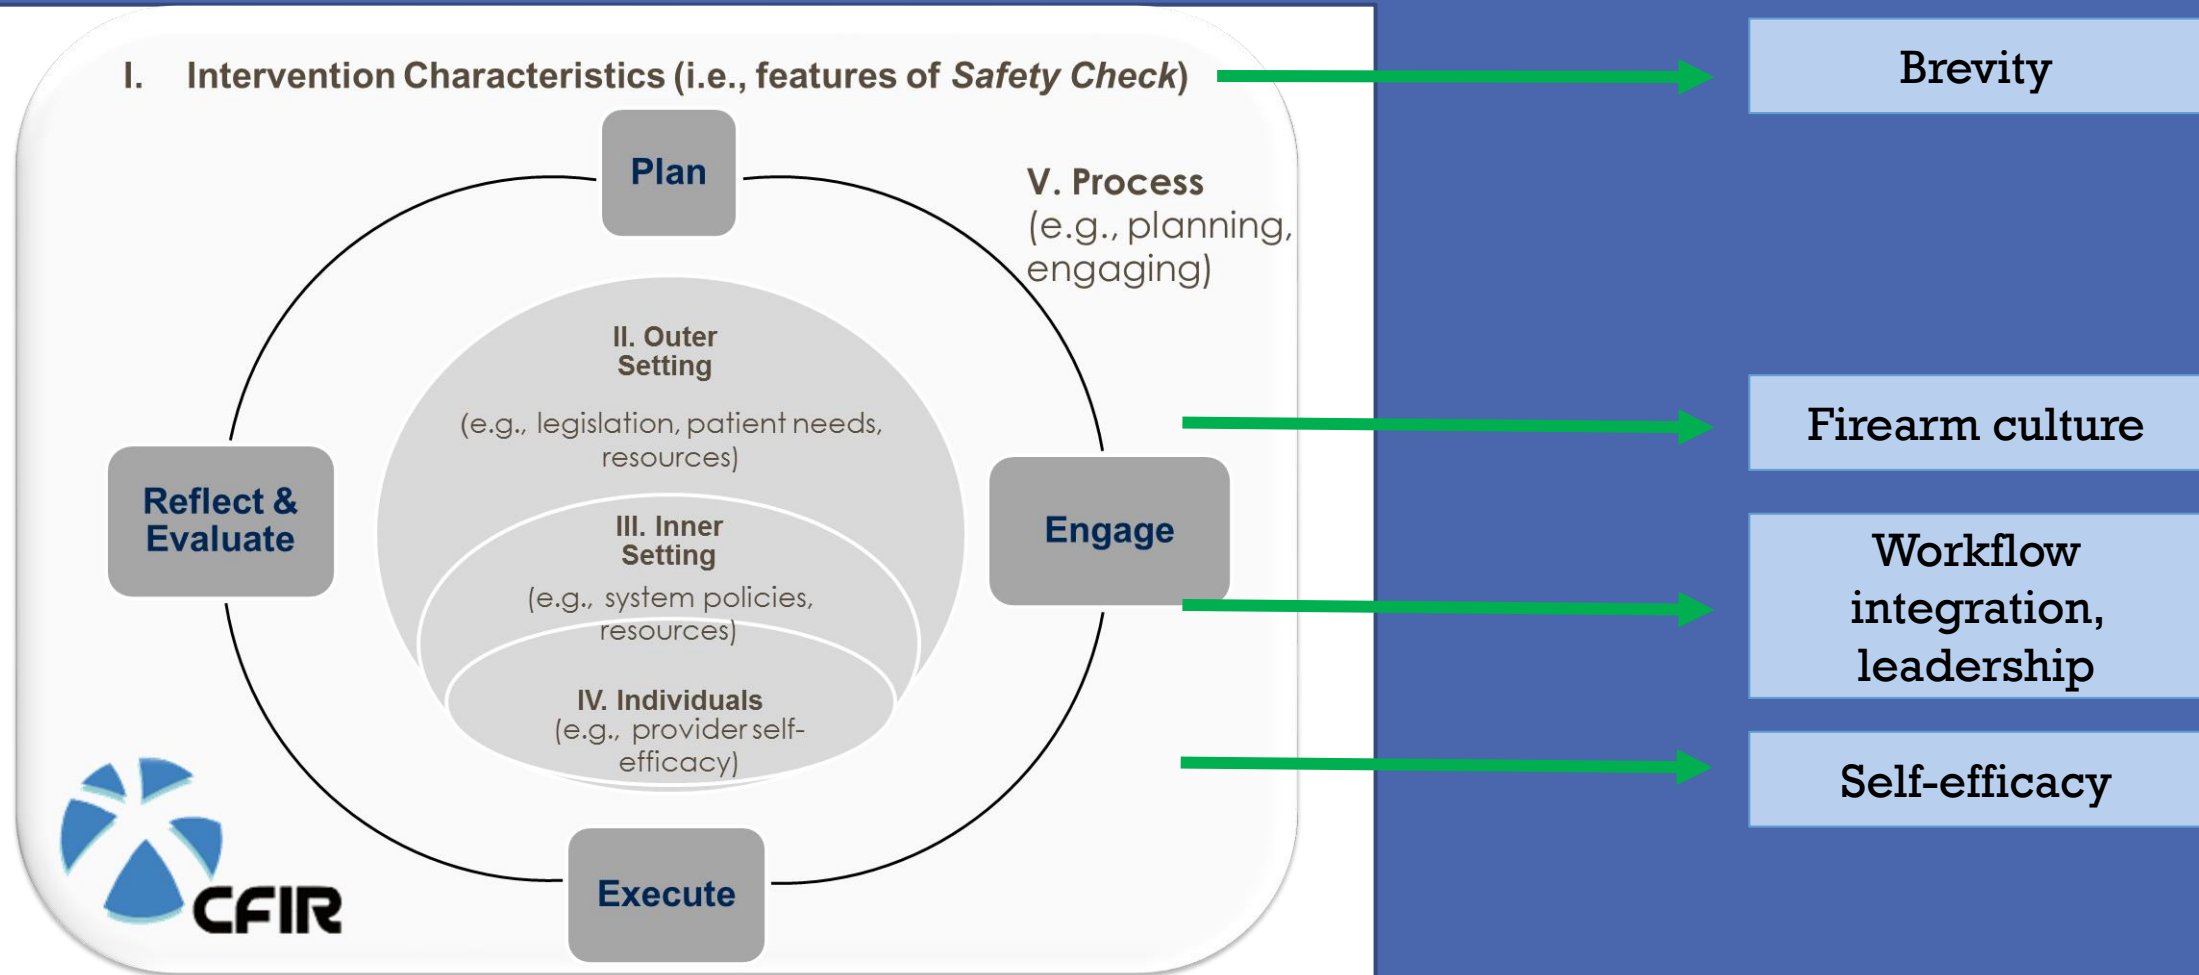 I. Intervention Characteristics (i.e., features of Safety Check)
Brevity
Plan
V. Process
(e.g., planning,
engaging)
II. Outer
Setting
(e.g., legislation, patient needs,
resources)
Firearm culture
Reflect &
Evaluate
III. Inner
Setting
(e.g., system policies,
resources)
Engage
Workflow
integration,
leadership
IV. Individuals
(e.g., provider self-
efficacy)
Self-efficacy
Execute
CFIR